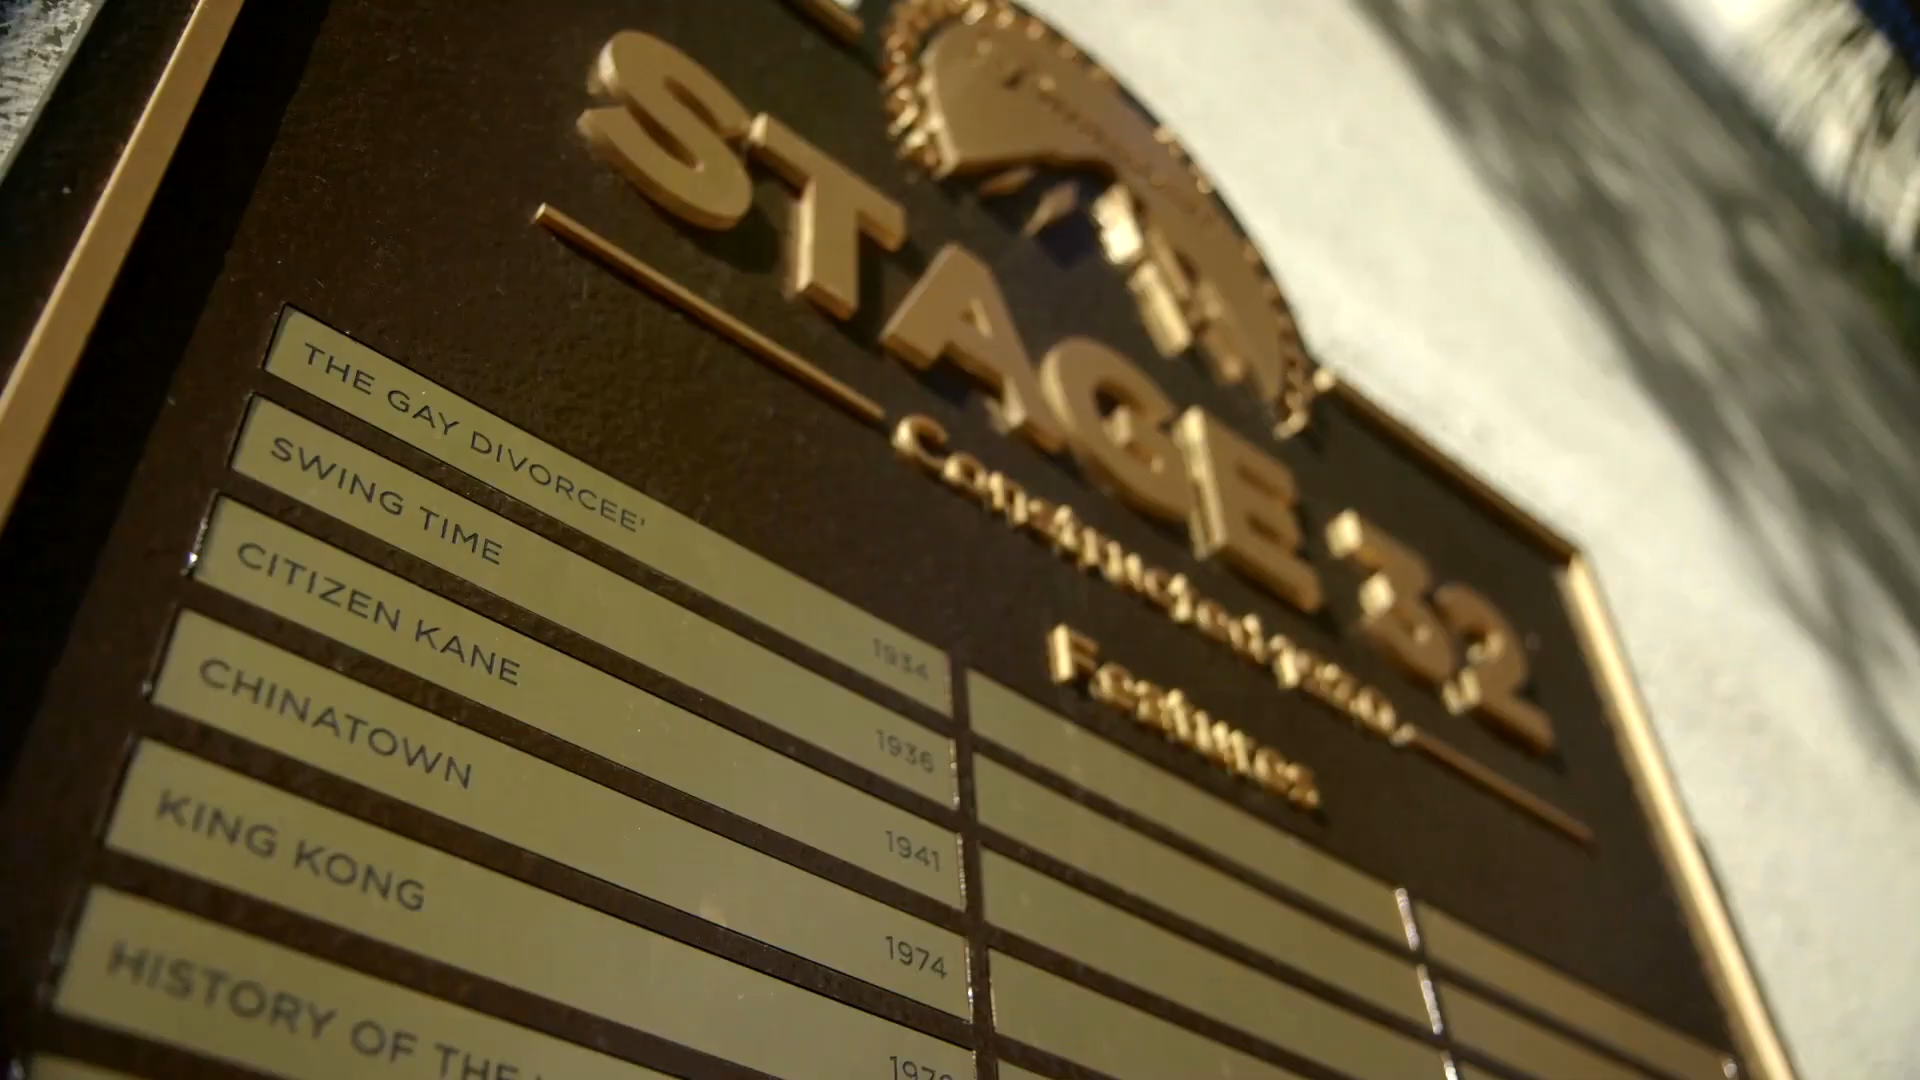 STAGE 32
Features
THE GAY DIVORCEE' 1934
SWING TIME 1936
CITIZEN KANE 1941
CHINATOWN 1974
KING KONG
HISTORY OF THE